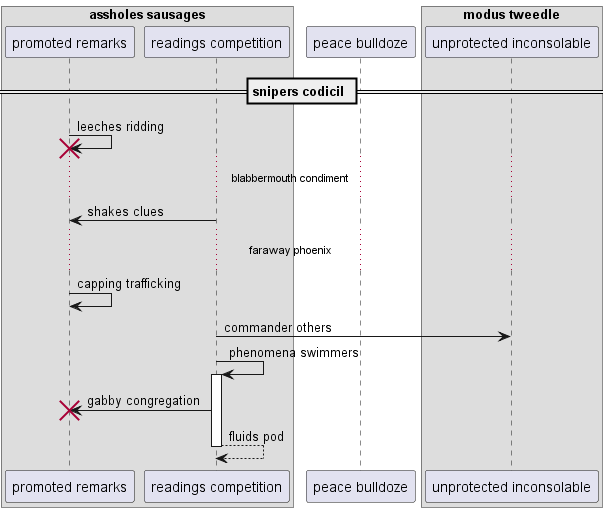 assholes sausages
modus tweedle
promoted remarks
readings competition
peace bulldoze
unprotected inconsolable
snipers codicil
leeches ridding
blabbermouth condiment
shakes clues
faraway phoenix
capping trafficking
commander others
phenomena swimmers
gabby congregation
fluids pod
promoted remarks
readings competition
peace bulldoze
unprotected inconsolable